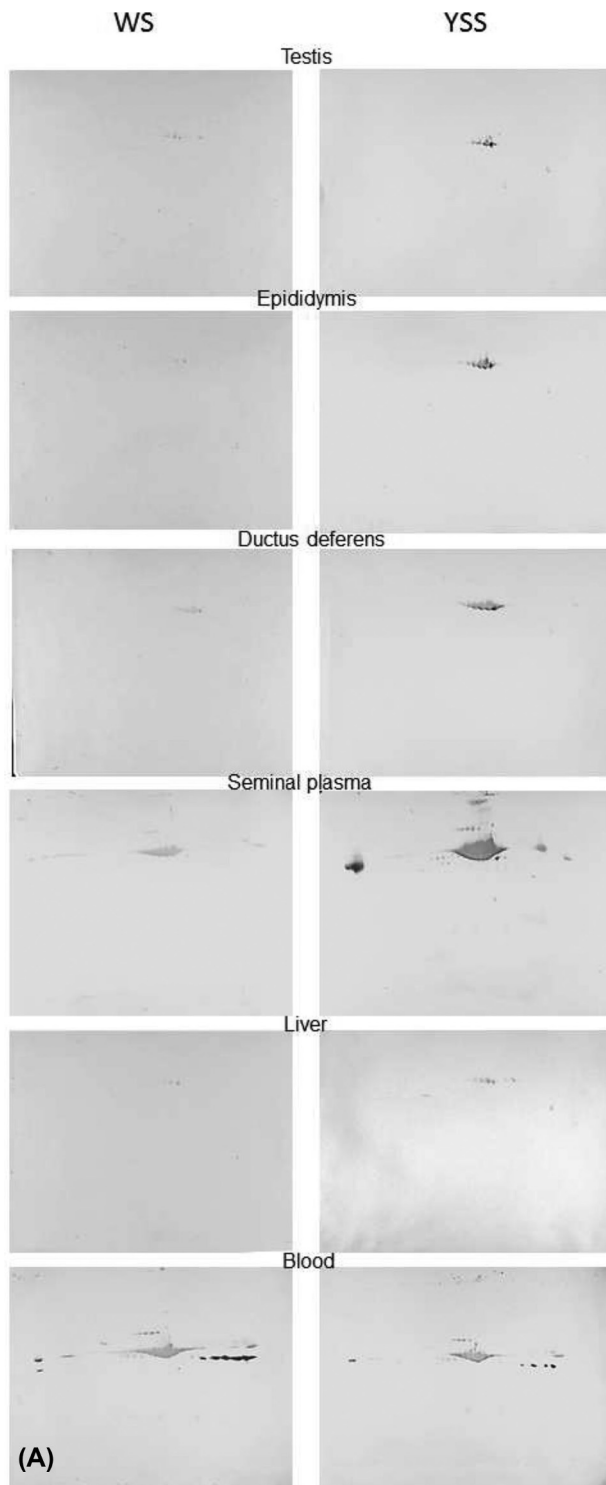 WS YSS
Testis
Epididymis
Ductus deferens
Seminal plasma
Liver
Blood
(A)